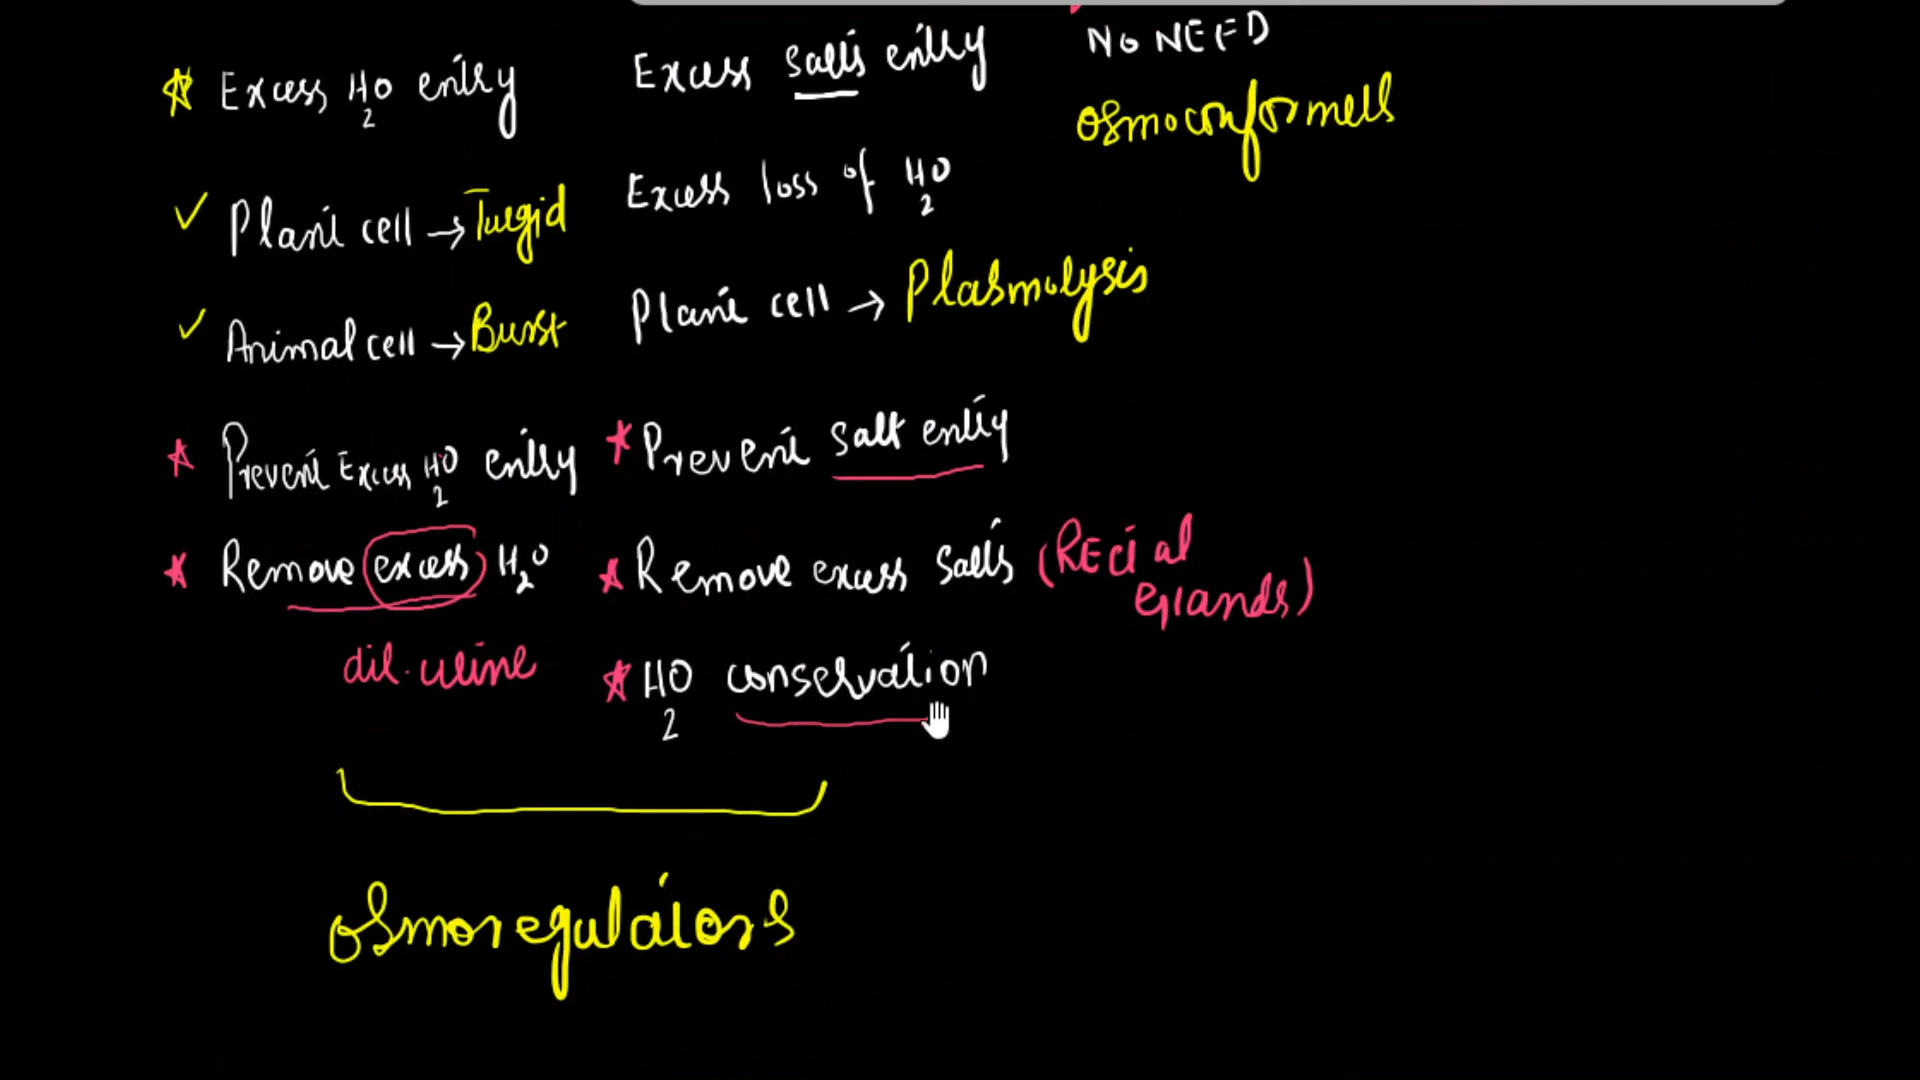 Excess H2O entry
Plant cell → Turgid
Animal cell → Burst
Prevent Excess H2O entry
Remove excess H2O
dil. urine
Excess salts entry
Excess loss of H2O
Plant cell → Plasmolysis
Prevent salt entry
Remove excess salts (RECtal
glands)
H2O conservation
NO NEED
osmoconformers
osmoregulators